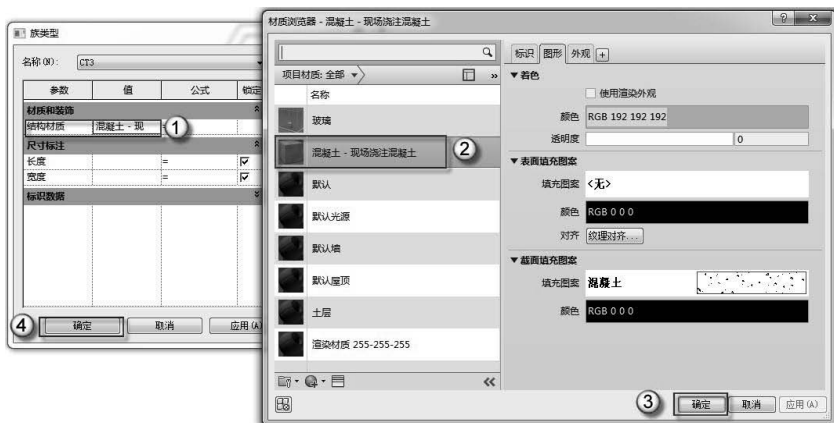 族类型
名称(N):
CT3
参数 值 公式 锁定
材质和装饰
结构材质 混凝土 - 现 =
①
尺寸标注
长度 =
宽度 =
标识数据
④
确定 取消 应用(A)
材质浏览器 - 混凝土 - 现场浇注混凝土
项目材质: 全部
名称
玻璃
混凝土 - 现场浇注混凝土
②
默认
默认光源
默认墙
默认屋顶
土层
渲染材质 255-255-255
标识 图形 外观
着色
使用渲染外观
颜色 RGB 192 192 192
透明度 0
表面填充图案
填充图案 <无>
颜色 RGB 0 0 0
对齐 纹理对齐...
截面填充图案
填充图案 混凝土
颜色 RGB 0 0 0
③
确定 取消 应用(A)